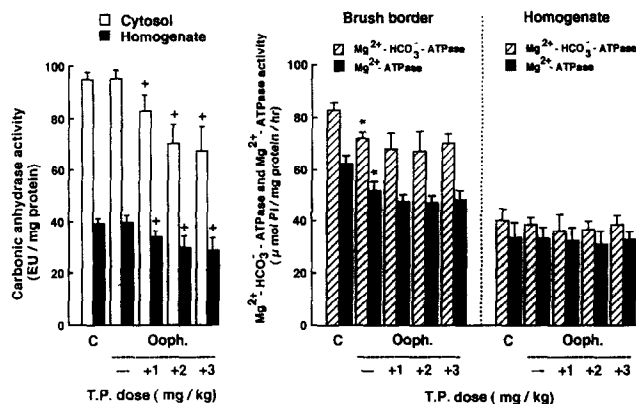 Cytosol
Homogenate
Carbonic anhydrase activity
(EU / mg protein)
100
80
60
40
20
0
+ + +
+ + +
C Ooph.
— +1 +2 +3
T.P. dose ( mg / kg)
Brush border
Mg2+- HCO3- - ATPase
Mg2+- ATPase
Homogenate
Mg2+- HCO3- - ATPase
Mg2+- ATPase
Mg2+- HCO3- - ATPase and Mg2+- ATPase activity
( μ mol Pi / mg protein / hr)
100
80
60
40
20
0
*
*
C Ooph. C Ooph.
— +1 +2 +3 — +1 +2 +3
T.P. dose ( mg / kg)